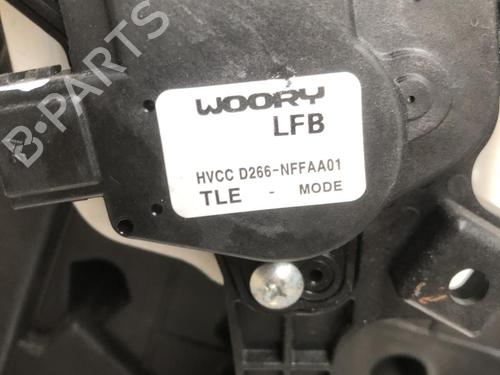 B-PARTS
WOORY
LFB
HVCC D266-NFFAA01
TLE - MODE